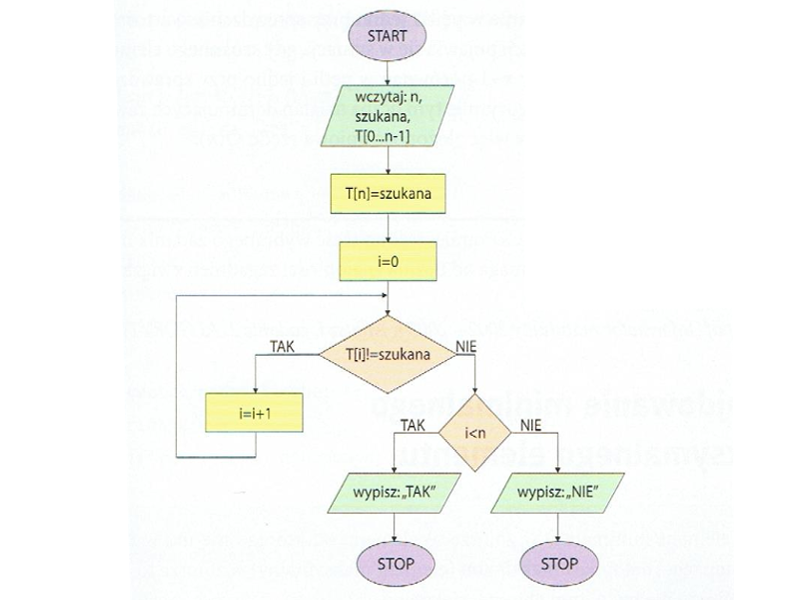 START
wczytaj: n,
szukana,
T[0...n-1]
T[n]=szukana
i=0
TAK
T[i]!=szukana
NIE
i=i+1
TAK
i<n
NIE
wypisz:„TAK”
wypisz:„NIE”
STOP
STOP